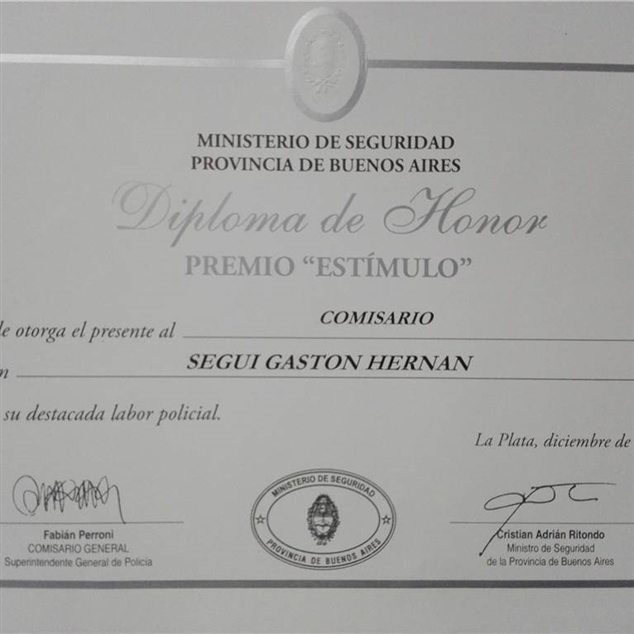 MINISTERIO DE SEGURIDAD
PROVINCIA DE BUENOS AIRES
Diploma de Honor
PREMIO “ESTÍMULO”
le otorga el presente al COMISARIO
n SEGUI GASTON HERNAN
su destacada labor policial.
La Plata, diciembre de
Fabián Perroni
COMISARIO GENERAL
Superintendente General de Policia
MINISTERIO DE SEGURIDAD
PROVINCIA DE BUENOS AIRES
Cristian Adrián Ritondo
Ministro de Seguridad
de la Provincia de Buenos Aires